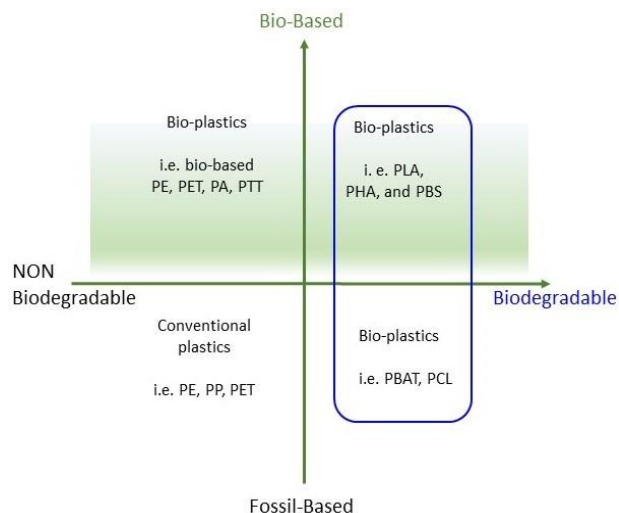 Bio-Based
Bio-plastics
i.e. bio-based
PE, PET, PA, PTT
Bio-plastics
i. e. PLA,
PHA, and PBS
NON
Biodegradable
Biodegradable
Conventional
plastics
i.e. PE, PP, PET
Bio-plastics
i.e. PBAT, PCL
Fossil-Based